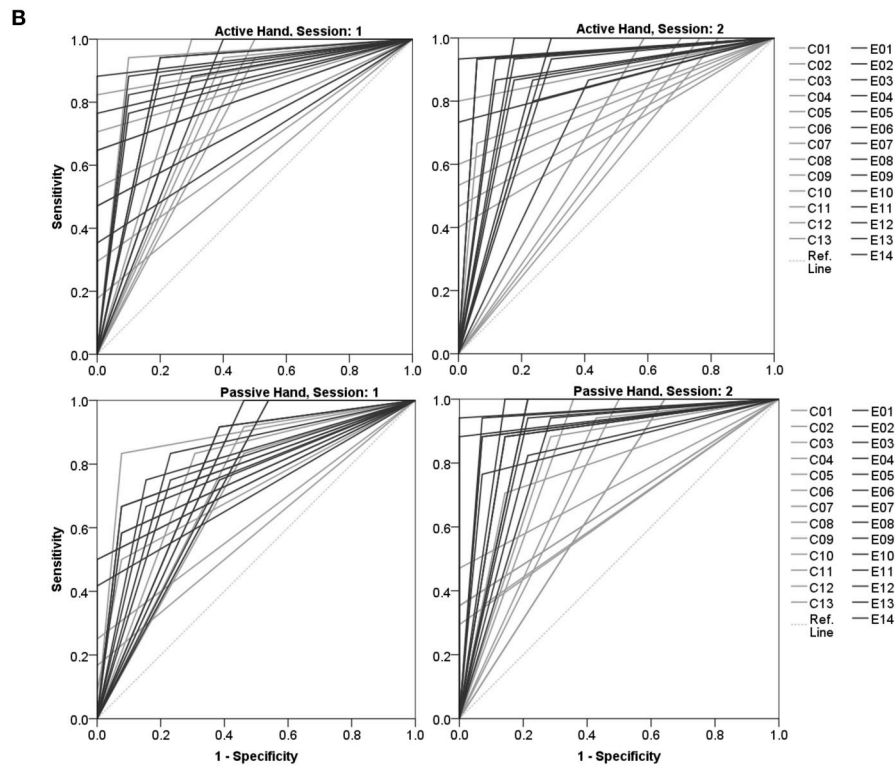 B
Active Hand, Session: 1
Active Hand, Session: 2
Sensitivity
1.0
0.8
0.6
0.4
0.2
0.0
0.0 0.2 0.4 0.6 0.8 1.0
1.0
0.8
0.6
0.4
0.2
0.0
0.0 0.2 0.4 0.6 0.8 1.0
C01 E01
C02 E02
C03 E03
C04 E04
C05 E05
C06 E06
C07 E07
C08 E08
C09 E09
C10 E10
C11 E11
C12 E12
C13 E13
Ref. E14
Line
Passive Hand, Session: 1
Passive Hand, Session: 2
Sensitivity
1.0
0.8
0.6
0.4
0.2
0.0
0.0 0.2 0.4 0.6 0.8 1.0
1 - Specificity
1.0
0.8
0.6
0.4
0.2
0.0
0.0 0.2 0.4 0.6 0.8 1.0
1 - Specificity
C01 E01
C02 E02
C03 E03
C04 E04
C05 E05
C06 E06
C07 E07
C08 E08
C09 E09
C10 E10
C11 E11
C12 E12
C13 E13
Ref. E14
Line